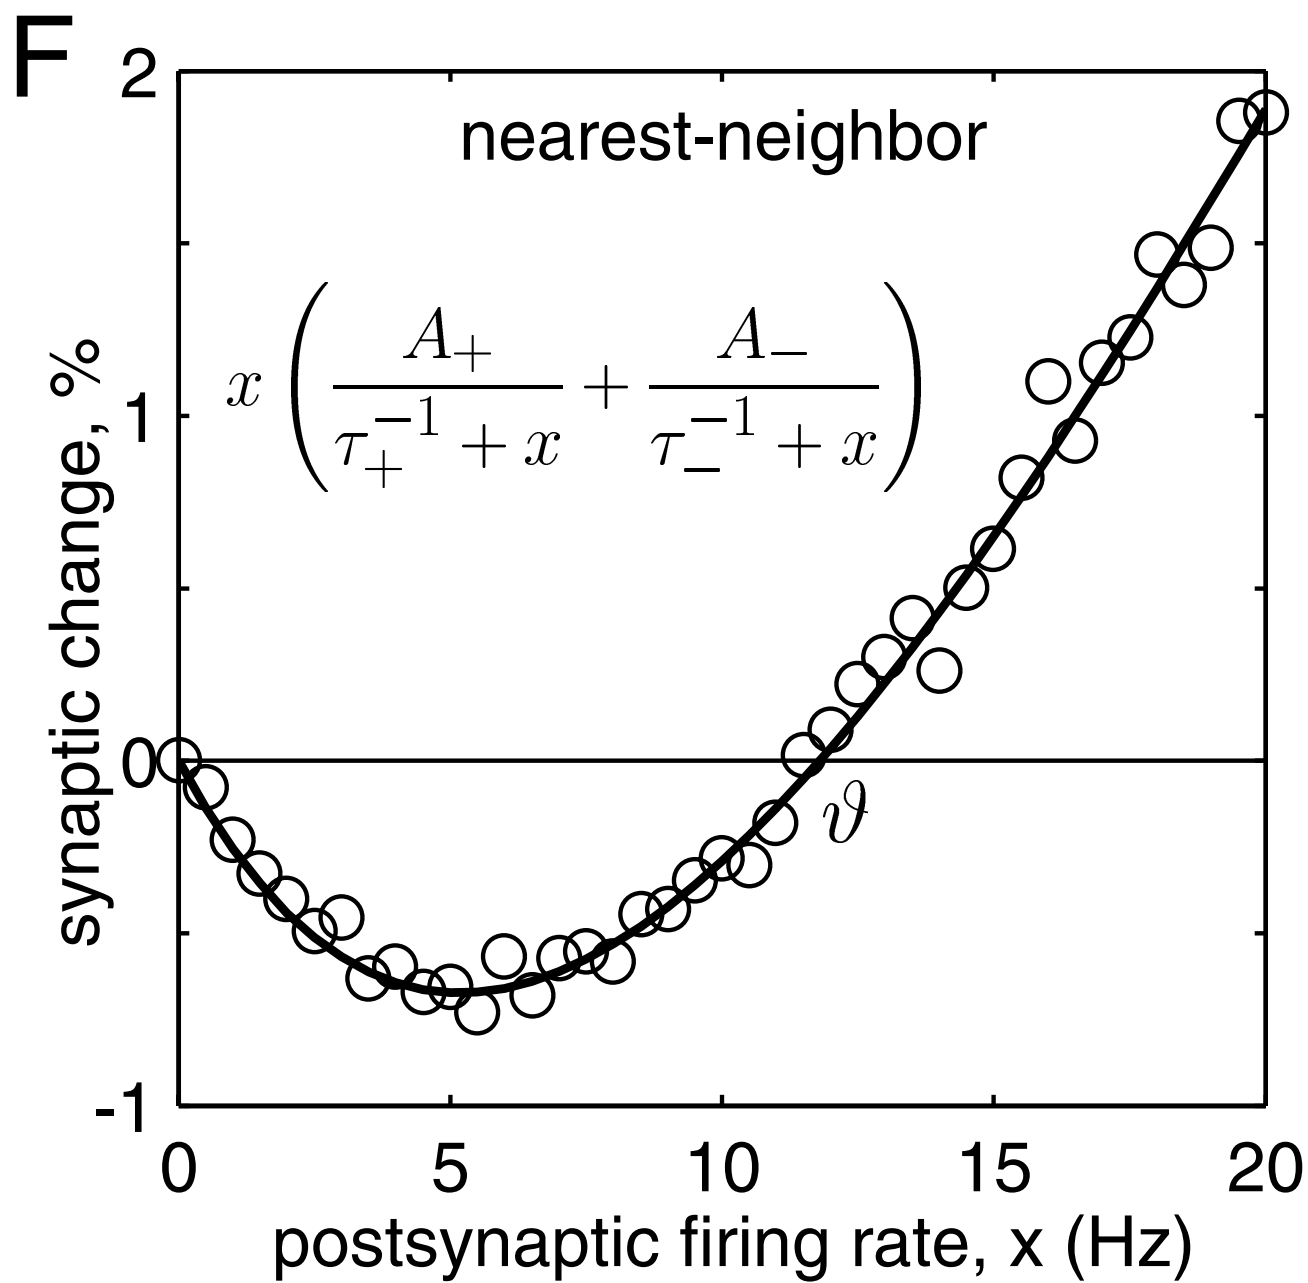 F
2
nearest-neighbor
x ( A₊ / (τ₊⁻¹ + x) + A₋ / (τ₋⁻¹ + x) )
1
0
ϑ
-1
0 5 10 15 20
postsynaptic firing rate, x (Hz)
synaptic change, %